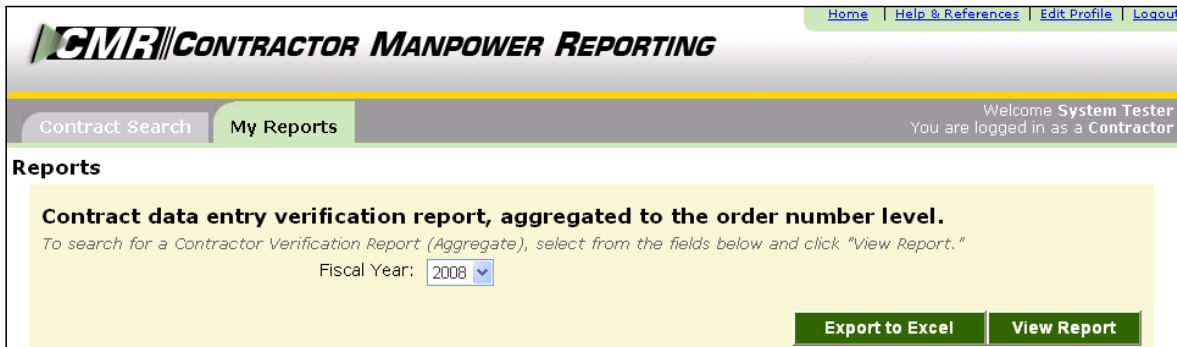 Home | Help & References | Edit Profile | Logout
CMR CONTRACTOR MANPOWER REPORTING
Contract Search My Reports
Welcome System Tester
You are logged in as a Contractor
Reports
Contract data entry verification report, aggregated to the order number level.
To search for a Contractor Verification Report (Aggregate), select from the fields below and click "View Report."
Fiscal Year: 2008
Export to Excel View Report